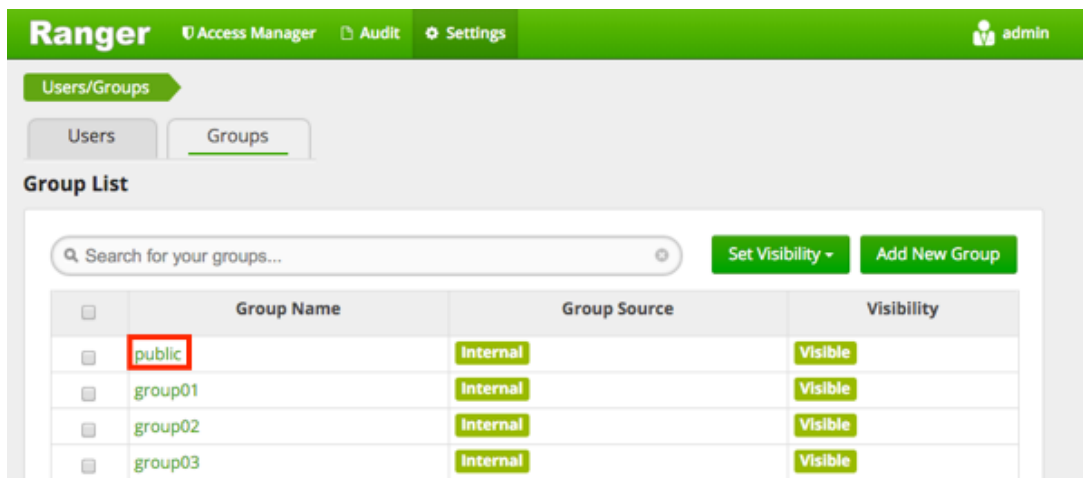 Ranger Access Manager Audit Settings admin
Users/Groups
Users Groups
Group List
Search for your groups... Set Visibility Add New Group
Group Name Group Source Visibility
public Internal Visible
group01 Internal Visible
group02 Internal Visible
group03 Internal Visible